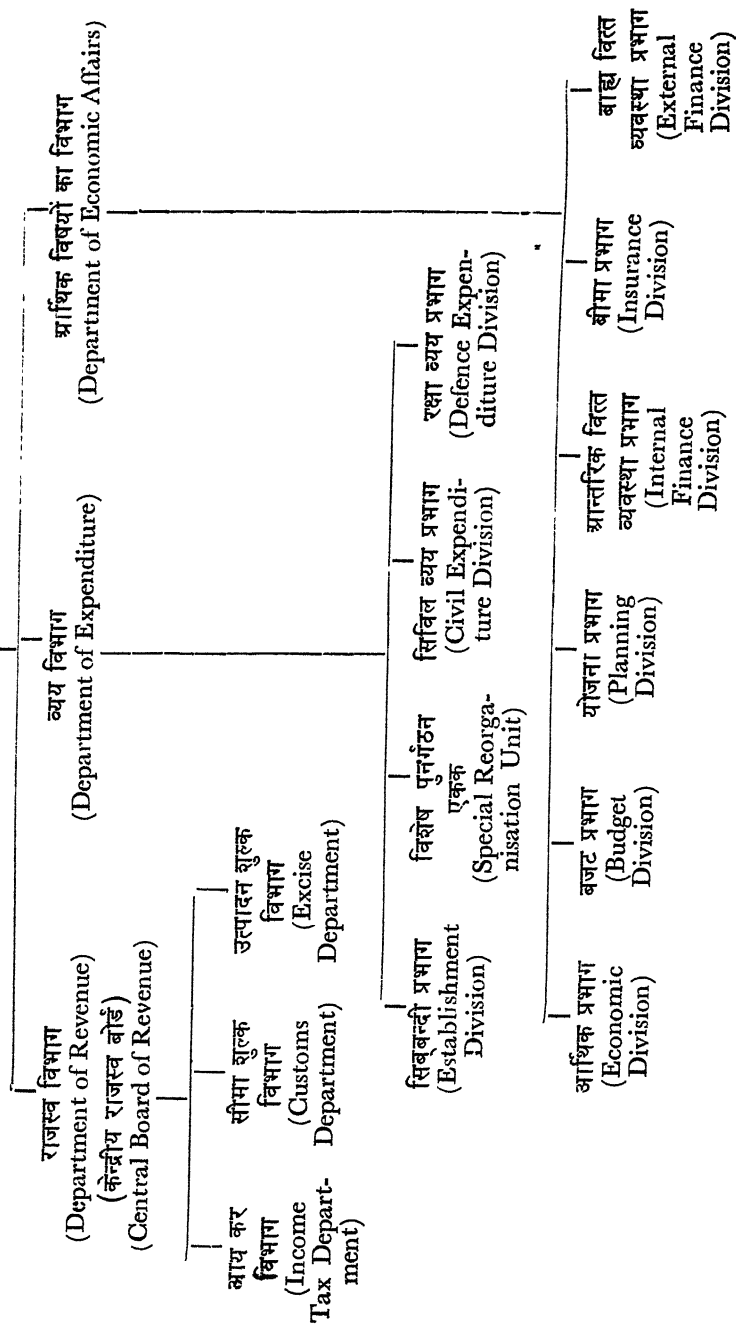 राजस्व विभाग
(Department of Revenue)
(केन्द्रीय राजस्व बोर्ड)
(Central Board of Revenue)
व्यय विभाग
(Department of Expenditure)
आर्थिक विषयों का विभाग
(Department of Economic Affairs)
आय कर
विभाग
(Income
Tax Depart-
ment)
सीमा शुल्क
विभाग
(Customs
Department)
उत्पादन शुल्क
विभाग
(Excise
Department)
सिब्बन्दी प्रभाग
(Establishment
Division)
विशेष पुनर्गठन
एकक
(Special Reorga-
nisation Unit)
सिविल व्यय प्रभाग
(Civil Expendi-
ture Division)
रक्षा व्यय प्रभाग
(Defence Expen-
diture Division)
आर्थिक प्रभाग
(Economic
Division)
बजट प्रभाग
(Budget
Division)
योजना प्रभाग
(Planning
Division)
आन्तरिक वित्त
व्यवस्था प्रभाग
(Internal
Finance
Division)
बीमा प्रभाग
(Insurance
Division)
बाह्य वित्त
व्यवस्था प्रभाग
(External
Finance
Division)